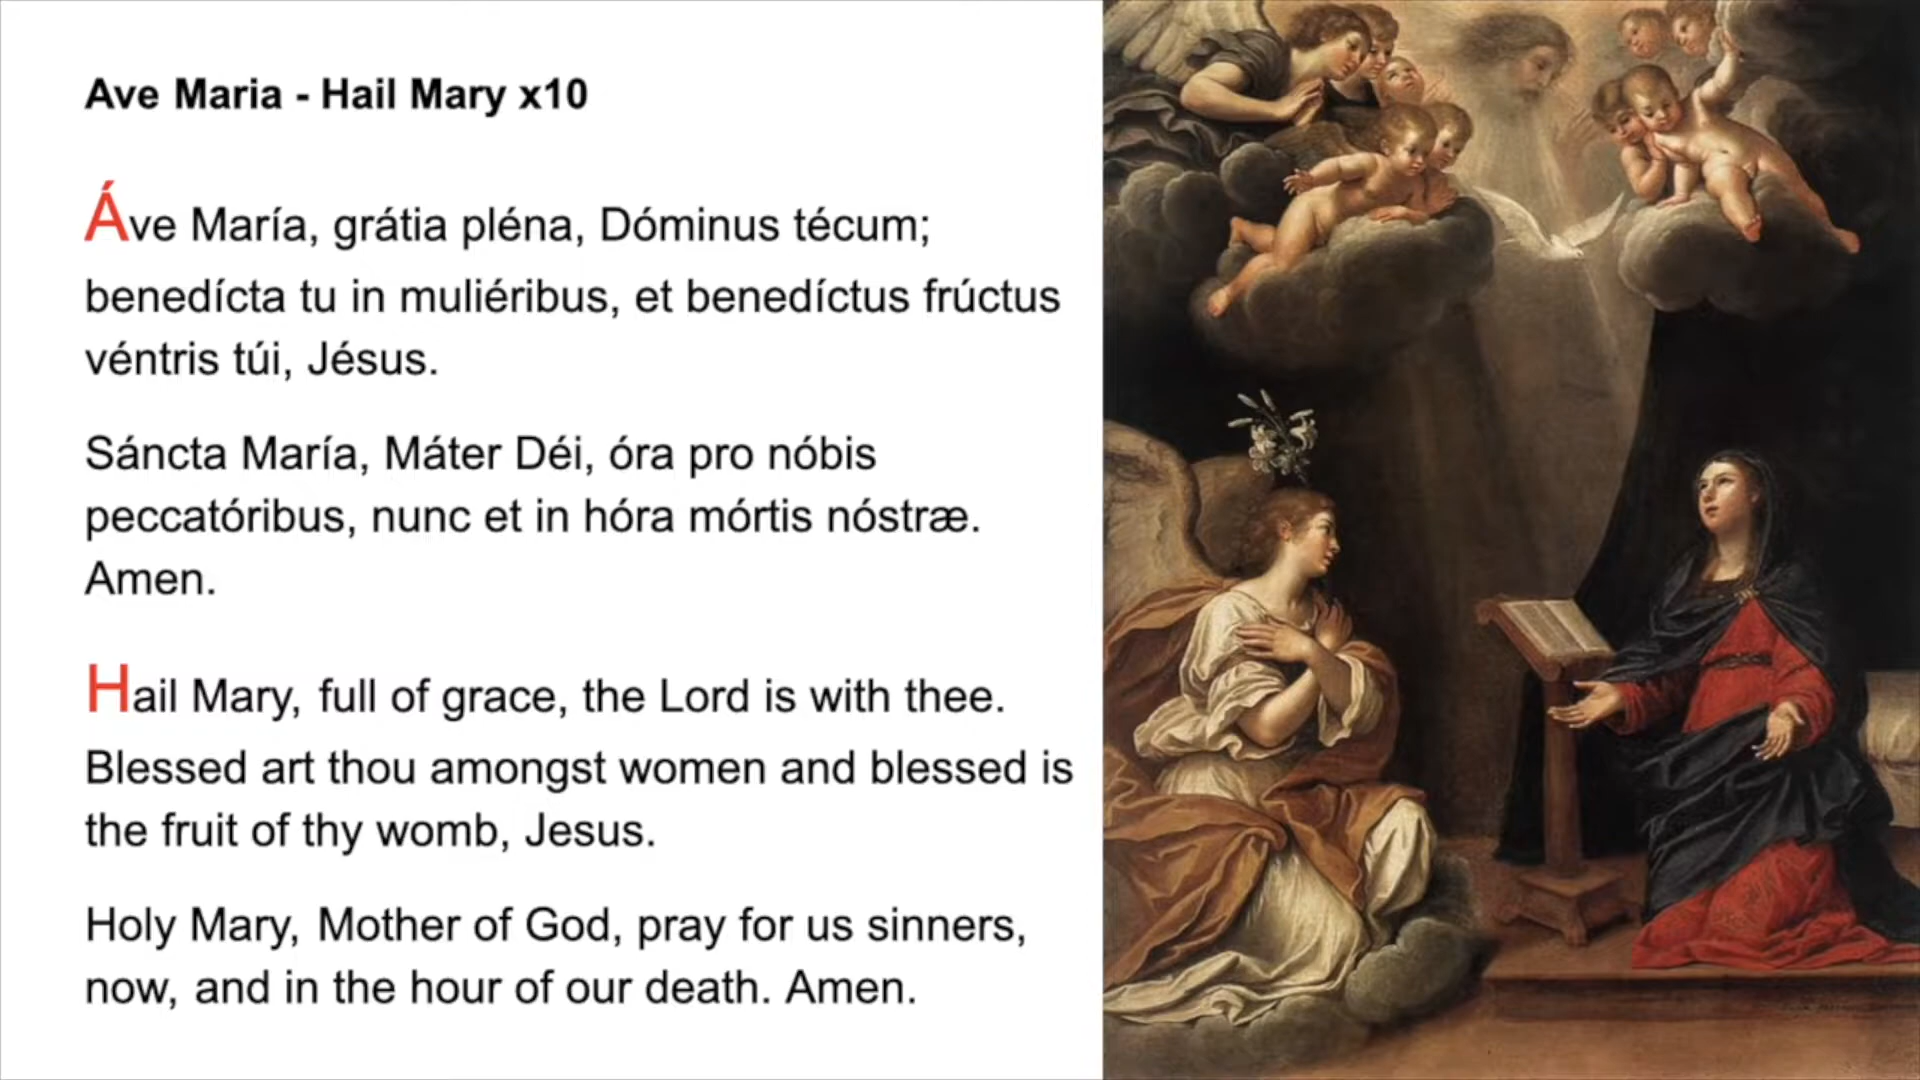 Ave Maria - Hail Mary x10
Áve María, grátia pléna, Dóminus técum;
benedícta tu in muliéribus, et benedíctus frúctus
véntris túi, Jésus.
Sáncta María, Máter Déi, óra pro nóbis
peccatóribus, nunc et in hóra mórtis nóstræ.
Amen.
Hail Mary, full of grace, the Lord is with thee.
Blessed art thou amongst women and blessed is
the fruit of thy womb, Jesus.
Holy Mary, Mother of God, pray for us sinners,
now, and in the hour of our death. Amen.